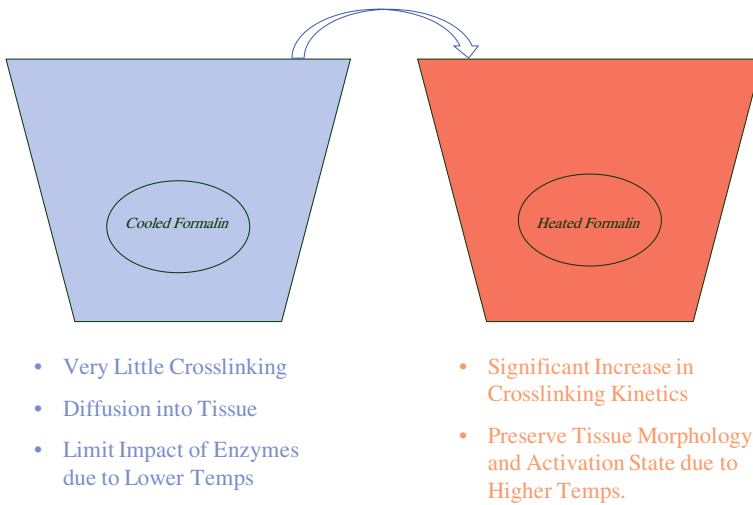 Cooled Formalin
Heated Formalin
• Very Little Crosslinking
• Diffusion into Tissue
• Limit Impact of Enzymes
due to Lower Temps
• Significant Increase in
Crosslinking Kinetics
• Preserve Tissue Morphology
and Activation State due to
Higher Temps.